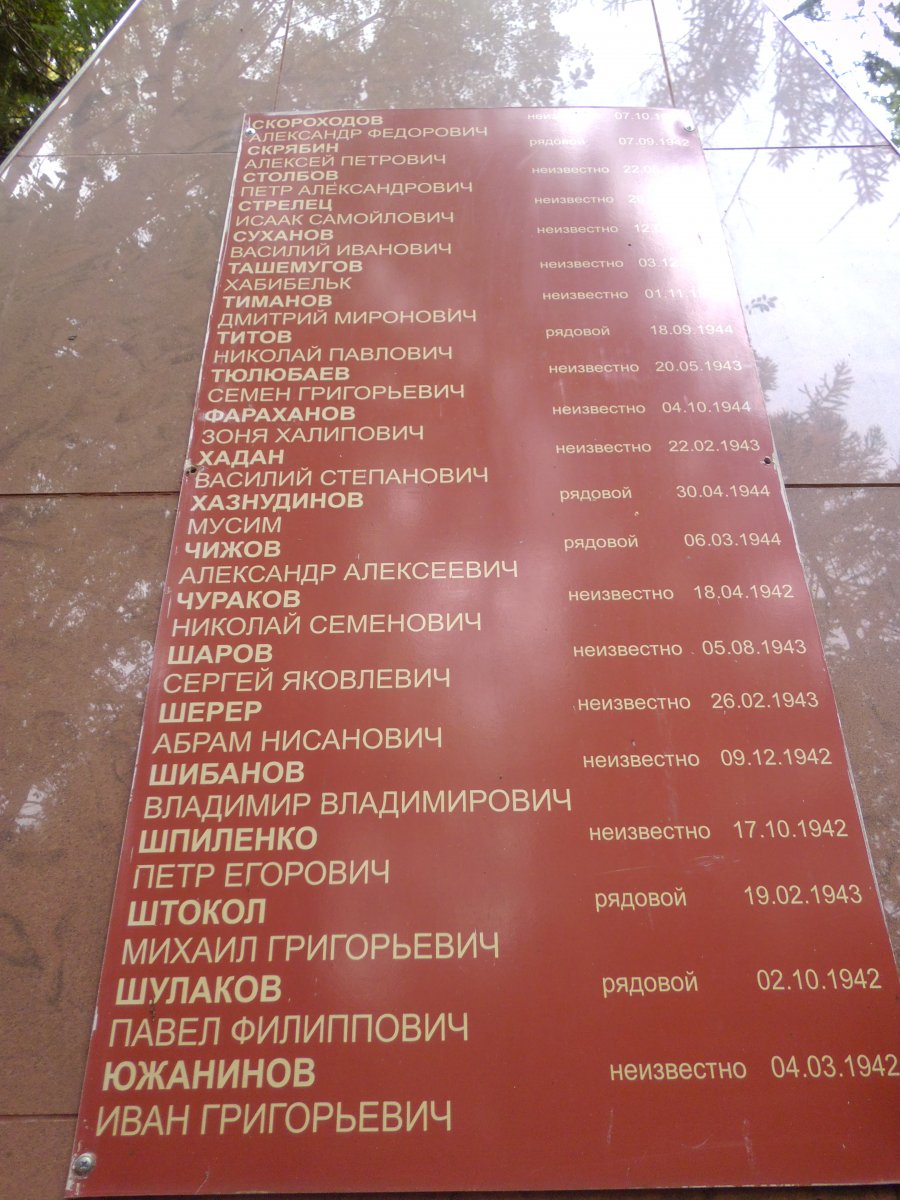 СКОРОХОДОВ неизвестно
АЛЕКСАНДР ФЕДОРОВИЧ
СКРЯБИН рядовой 07.09.1942
АЛЕКСЕЙ ПЕТРОВИЧ
СТОЛБОВ неизвестно
ПЕТР АЛЕКСАНДРОВИЧ
СТРЕЛЕЦ неизвестно
ИСААК САМОЙЛОВИЧ
СУХАНОВ неизвестно
ВАСИЛИЙ ИВАНОВИЧ
ТАШЕМУГОВ неизвестно
ХАБИБЕЛЬК
ТИМАНОВ неизвестно
ДМИТРИЙ МИРОНОВИЧ
ТИТОВ рядовой 18.09.1944
НИКОЛАЙ ПАВЛОВИЧ
ТЮЛЮБАЕВ неизвестно 20.05.1943
СЕМЕН ГРИГОРЬЕВИЧ
ФАРАХАНОВ неизвестно 04.10.1944
ЗОНЯ ХАЛИПОВИЧ
ХАДАН неизвестно 22.02.1943
ВАСИЛИЙ СТЕПАНОВИЧ
ХАЗНУДИНОВ рядовой 30.04.1944
МУСИМ
ЧИЖОВ рядовой 06.03.1944
АЛЕКСАНДР АЛЕКСЕЕВИЧ
ЧУРАКОВ неизвестно 18.04.1942
НИКОЛАЙ СЕМЕНОВИЧ
ШАРОВ неизвестно 05.08.1943
СЕРГЕЙ ЯКОВЛЕВИЧ
ШЕРЕР неизвестно 26.02.1943
АБРАМ НИСАНОВИЧ
ШИБАНОВ неизвестно 09.12.1942
ВЛАДИМИР ВЛАДИМИРОВИЧ
ШПИЛЕНКО неизвестно 17.10.1942
ПЕТР ЕГОРОВИЧ
ШТОКОЛ рядовой 19.02.1943
МИХАИЛ ГРИГОРЬЕВИЧ
ШУЛАКОВ рядовой 02.10.1942
ПАВЕЛ ФИЛИППОВИЧ
ЮЖАНИНОВ неизвестно 04.03.1942
ИВАН ГРИГОРЬЕВИЧ